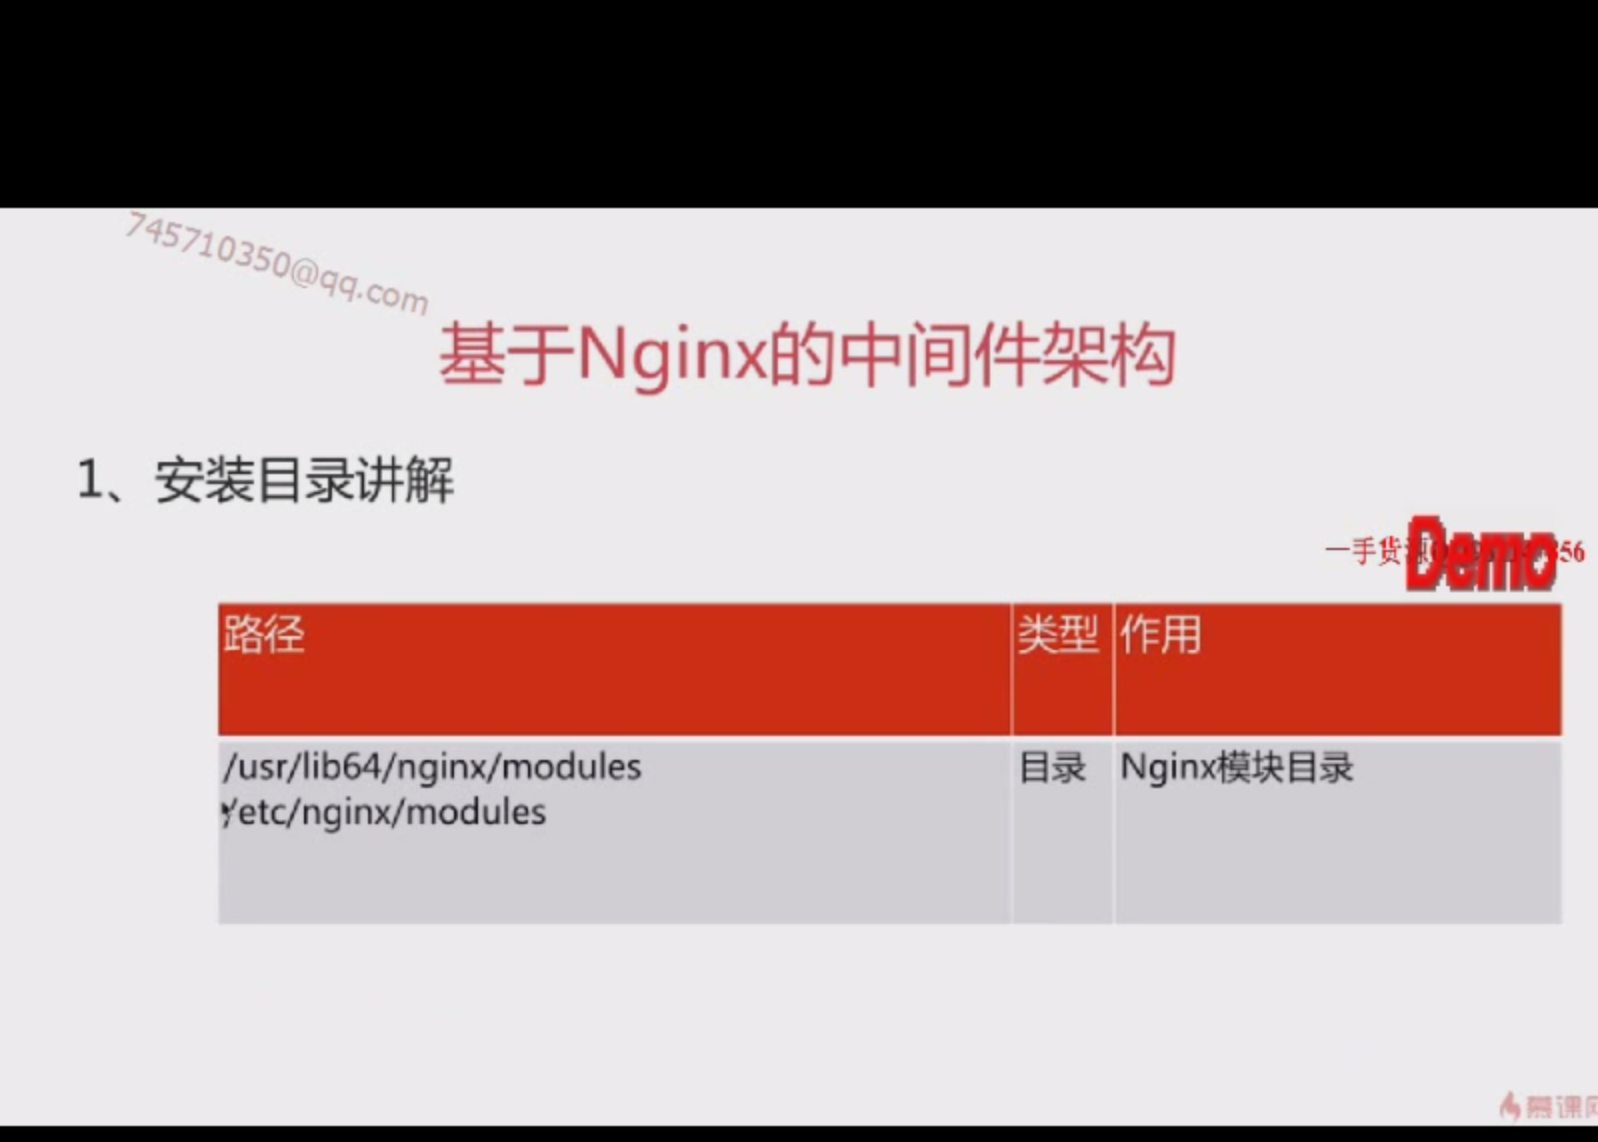 745710350@qq.com
基于Nginx的中间件架构
1、安装目录讲解
一手货源
Demo
56
路径 类型 作用
/usr/lib64/nginx/modules 目录 Nginx模块目录
/etc/nginx/modules
慕课网